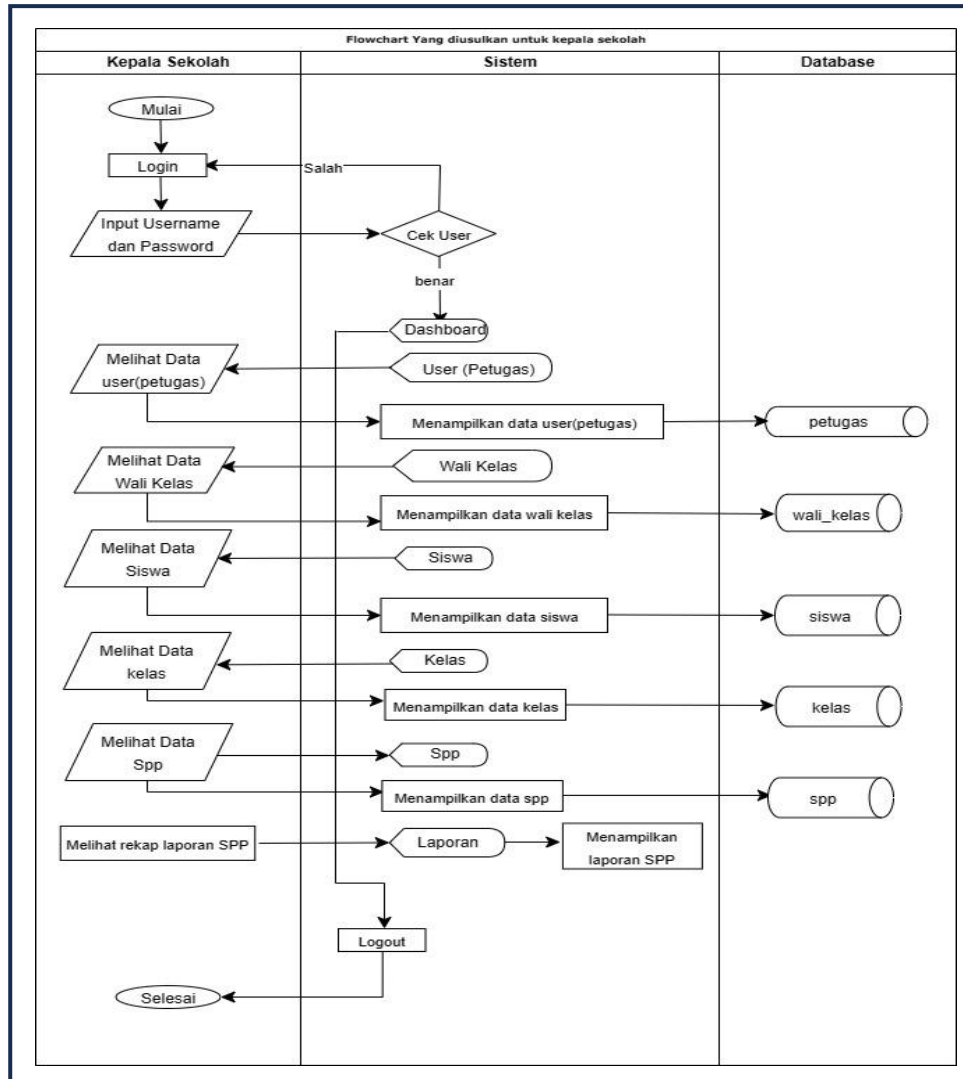 Flowchart Yang diusulkan untuk kepala sekolah
Kepala Sekolah
Sistem
Database
Mulai
Login
Salah
Input Username
dan Password
Cek User
benar
Dashboard
Melihat Data
user(petugas)
User (Petugas)
Menampilkan data user(petugas)
petugas
Melihat Data
Wali Kelas
Wali Kelas
Menampilkan data wali kelas
wali_kelas
Melihat Data
Siswa
Siswa
Menampilkan data siswa
siswa
Melihat Data
kelas
Kelas
Menampilkan data kelas
kelas
Melihat Data
Spp
Spp
Menampilkan data spp
spp
Melihat rekap laporan SPP
Laporan
Menampilkan
laporan SPP
Logout
Selesai